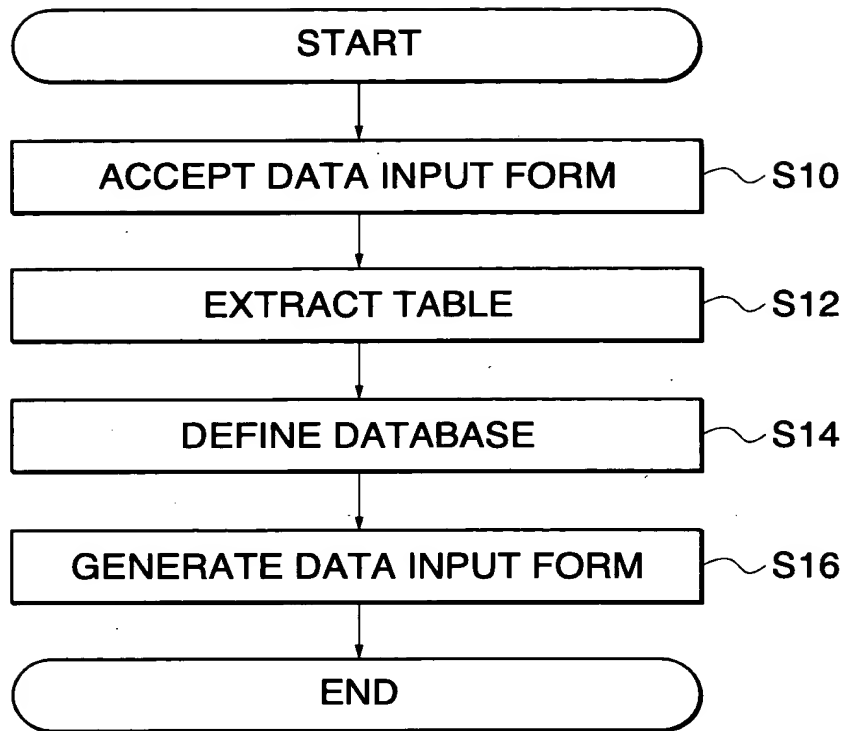 START
ACCEPT DATA INPUT FORM S10
EXTRACT TABLE S12
DEFINE DATABASE S14
GENERATE DATA INPUT FORM S16
END